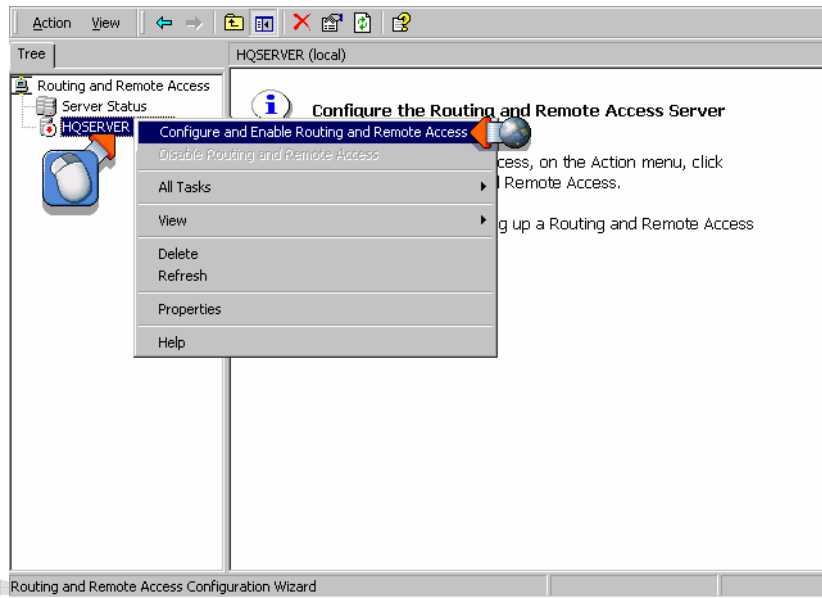 Action View
Tree
HQSERVER (local)
Routing and Remote Access
Server Status
HQSERVER
Configure the Routing and Remote Access Server
Configure and Enable Routing and Remote Access
Disable Routing and Remote Access
cess, on the Action menu, click
All Tasks
Remote Access.
View
g up a Routing and Remote Access
Delete
Refresh
Properties
Help
Routing and Remote Access Configuration Wizard